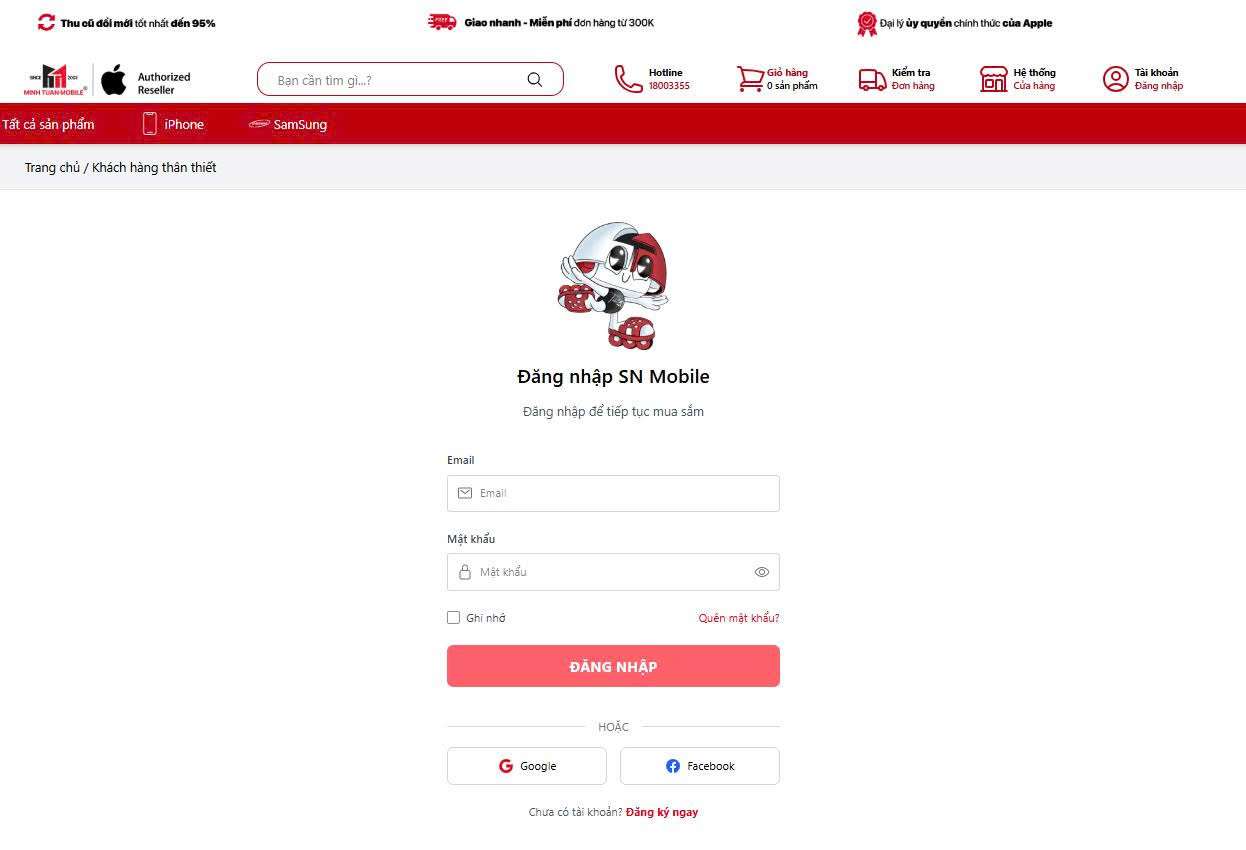 Thu cũ đổi mới tốt nhất đến 95%
Giao nhanh - Miễn phí đơn hàng từ 300K
FREE
Đại lý ủy quyền chính thức của Apple
SINCE 2002
MINH TUAN MOBILE®
Authorized
Reseller
Bạn cần tìm gì...?
Hotline
18003355
Giỏ hàng
0 sản phẩm
Kiểm tra
Đơn hàng
Hệ thống
Cửa hàng
Tài khoản
Đăng nhập
Tất cả sản phẩm
iPhone
SamSung
Trang chủ / Khách hàng thân thiết
Đăng nhập SN Mobile
Đăng nhập để tiếp tục mua sắm
Email
Email
Mật khẩu
Mật khẩu
Ghi nhớ
Quên mật khẩu?
ĐĂNG NHẬP
HOẶC
Google
Facebook
Chưa có tài khoản? Đăng ký ngay